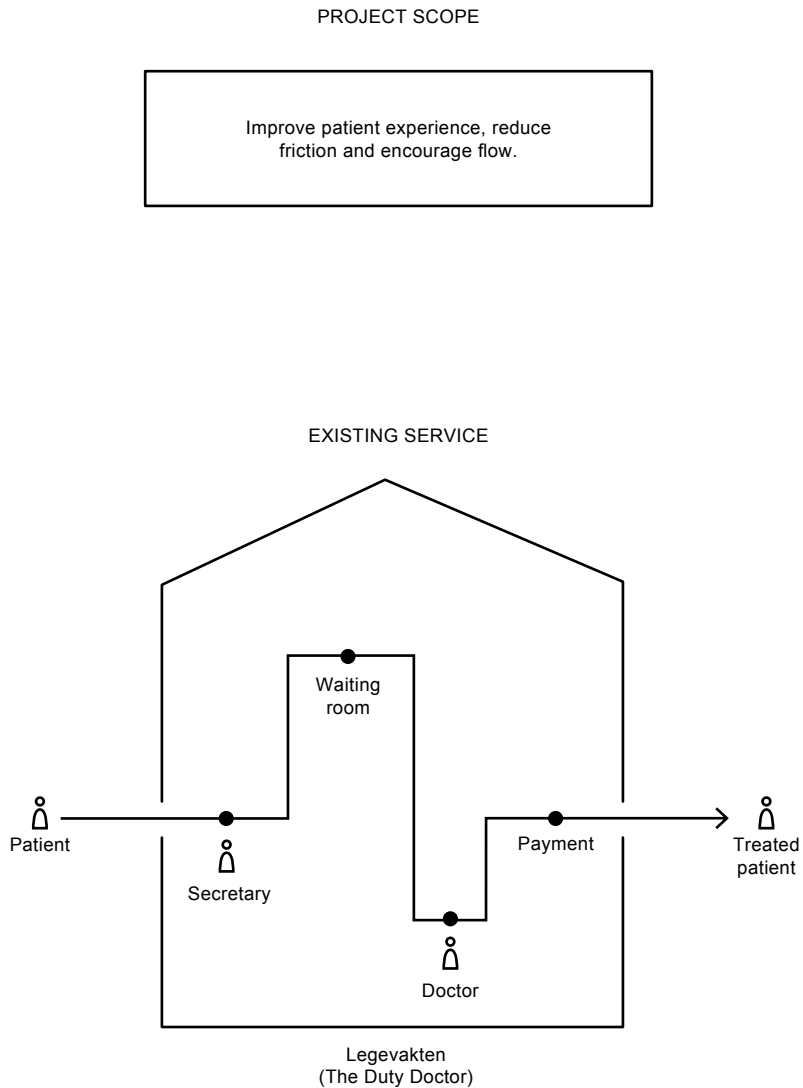 PROJECT SCOPE
Improve patient experience, reduce
friction and encourage flow.
EXISTING SERVICE
Waiting
room
Patient
Secretary
Payment
Treated
patient
Doctor
Legevakten
(The Duty Doctor)